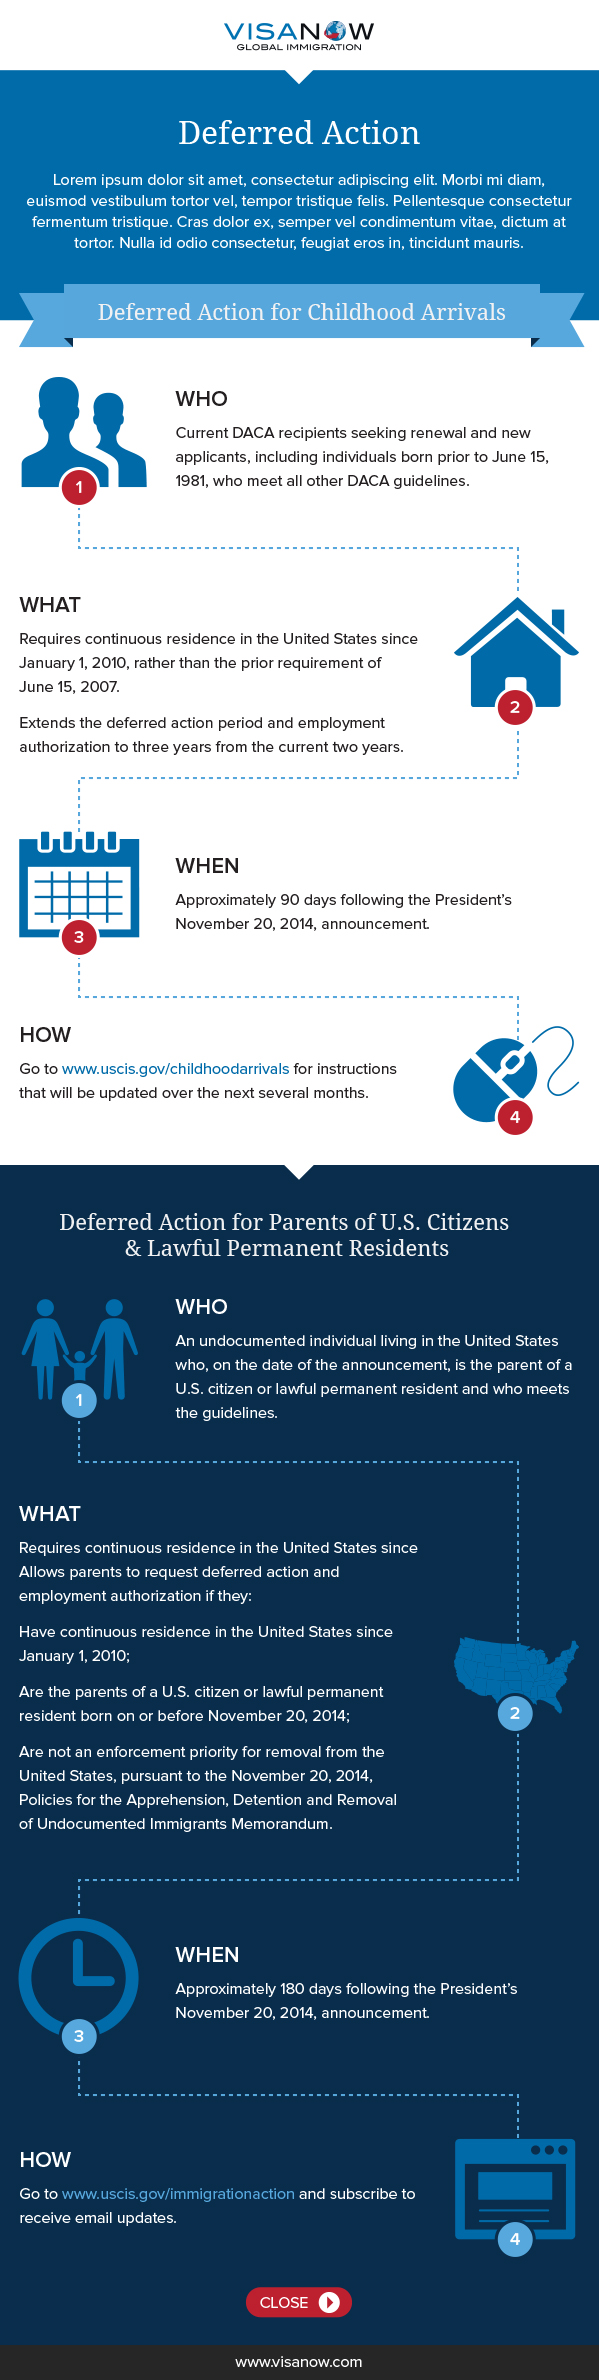 VISANOW
GLOBAL IMMIGRATION
Deferred Action
Lorem ipsum dolor sit amet, consectetur adipiscing elit. Morbi mi diam,
euismod vestibulum tortor vel, tempor tristique felis. Pellentesque consectetur
fermentum tristique. Cras dolor ex, semper vel condimentum vitae, dictum at
tortor. Nulla id odio consectetur, feugiat eros in, tincidunt mauris.
Deferred Action for Childhood Arrivals
WHO
Current DACA recipients seeking renewal and new
applicants, including individuals born prior to June 15,
1981, who meet all other DACA guidelines.
1
WHAT
Requires continuous residence in the United States since
January 1, 2010, rather than the prior requirement of
June 15, 2007.
Extends the deferred action period and employment
authorization to three years from the current two years.
2
WHEN
Approximately 90 days following the President's
November 20, 2014, announcement.
3
HOW
Go to www.uscis.gov/childhoodarrivals for instructions
that will be updated over the next several months.
4
Deferred Action for Parents of U.S. Citizens
& Lawful Permanent Residents
WHO
An undocumented individual living in the United States
who, on the date of the announcement, is the parent of a
U.S. citizen or lawful permanent resident and who meets
the guidelines.
1
WHAT
Requires continuous residence in the United States since
Allows parents to request deferred action and
employment authorization if they:
Have continuous residence in the United States since
January 1, 2010;
Are the parents of a U.S. citizen or lawful permanent
resident born on or before November 20, 2014;
Are not an enforcement priority for removal from the
United States, pursuant to the November 20, 2014,
Policies for the Apprehension, Detention and Removal
of Undocumented Immigrants Memorandum.
2
WHEN
Approximately 180 days following the President's
November 20, 2014, announcement.
3
HOW
Go to www.uscis.gov/immigrationaction and subscribe to
receive email updates.
4
CLOSE
www.visanow.com